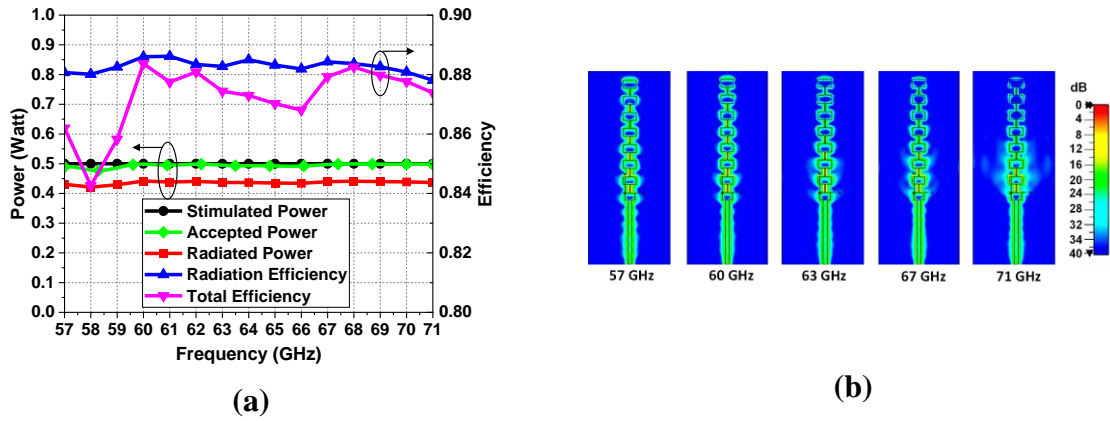 1.0
0.9
0.8
0.7
0.6
0.5
0.4
0.3
0.2
0.1
0.0
Power (Watt)
57 58 59 60 61 62 63 64 65 66 67 68 69 70 71
Frequency (GHz)
0.90
0.88
0.86
0.84
0.82
0.80
Efficiency
Stimulated Power
Accepted Power
Radiated Power
Radiation Efficiency
Total Efficiency
(a)
57 GHz
60 GHz
63 GHz
67 GHz
71 GHz
dB
0
4
8
12
16
20
24
28
34
40
(b)